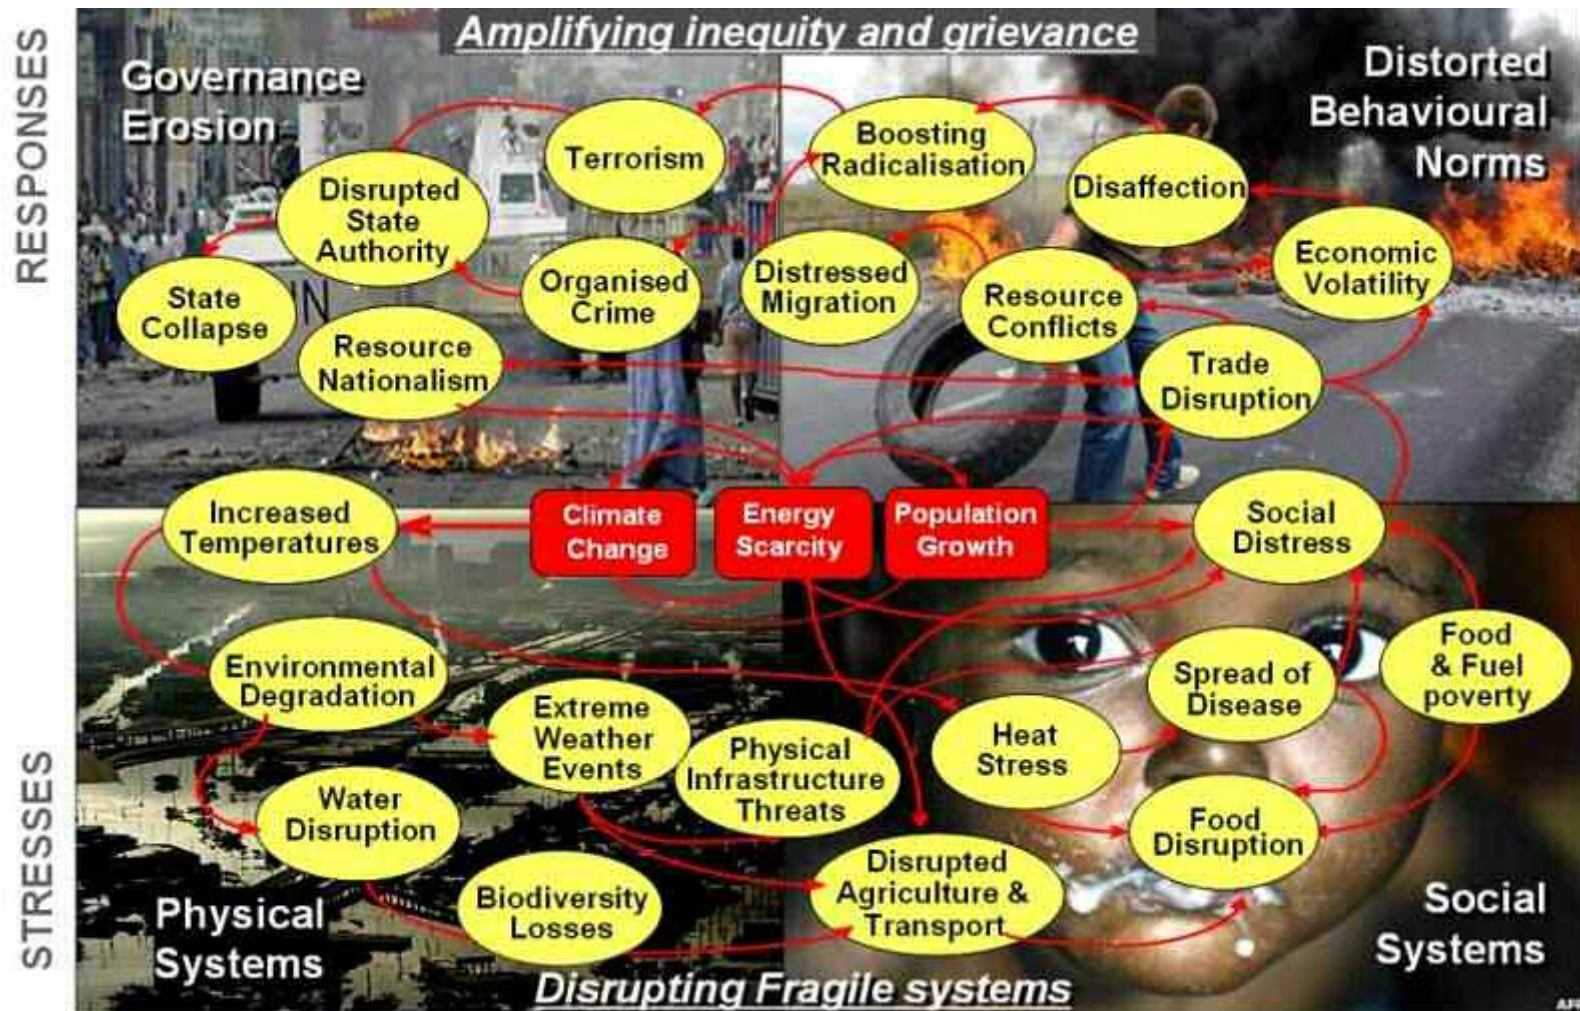 Amplifying inequity and grievance
RESPONSES
Governance
Erosion
Distorted
Behavioural
Norms
Terrorism
Boosting
Radicalisation
Disaffection
Disrupted
State
Authority
State
Collapse
Organised
Crime
Distressed
Migration
Resource
Conflicts
Economic
Volatility
Resource
Nationalism
Trade
Disruption
Increased
Temperatures
Climate
Change
Energy
Scarcity
Population
Growth
Social
Distress
STRESSES
Environmental
Degradation
Extreme
Weather
Events
Physical
Infrastructure
Threats
Heat
Stress
Spread of
Disease
Food
& Fuel
poverty
Water
Disruption
Food
Disruption
Biodiversity
Losses
Disrupted
Agriculture &
Transport
Physical
Systems
Social
Systems
Disrupting Fragile systems